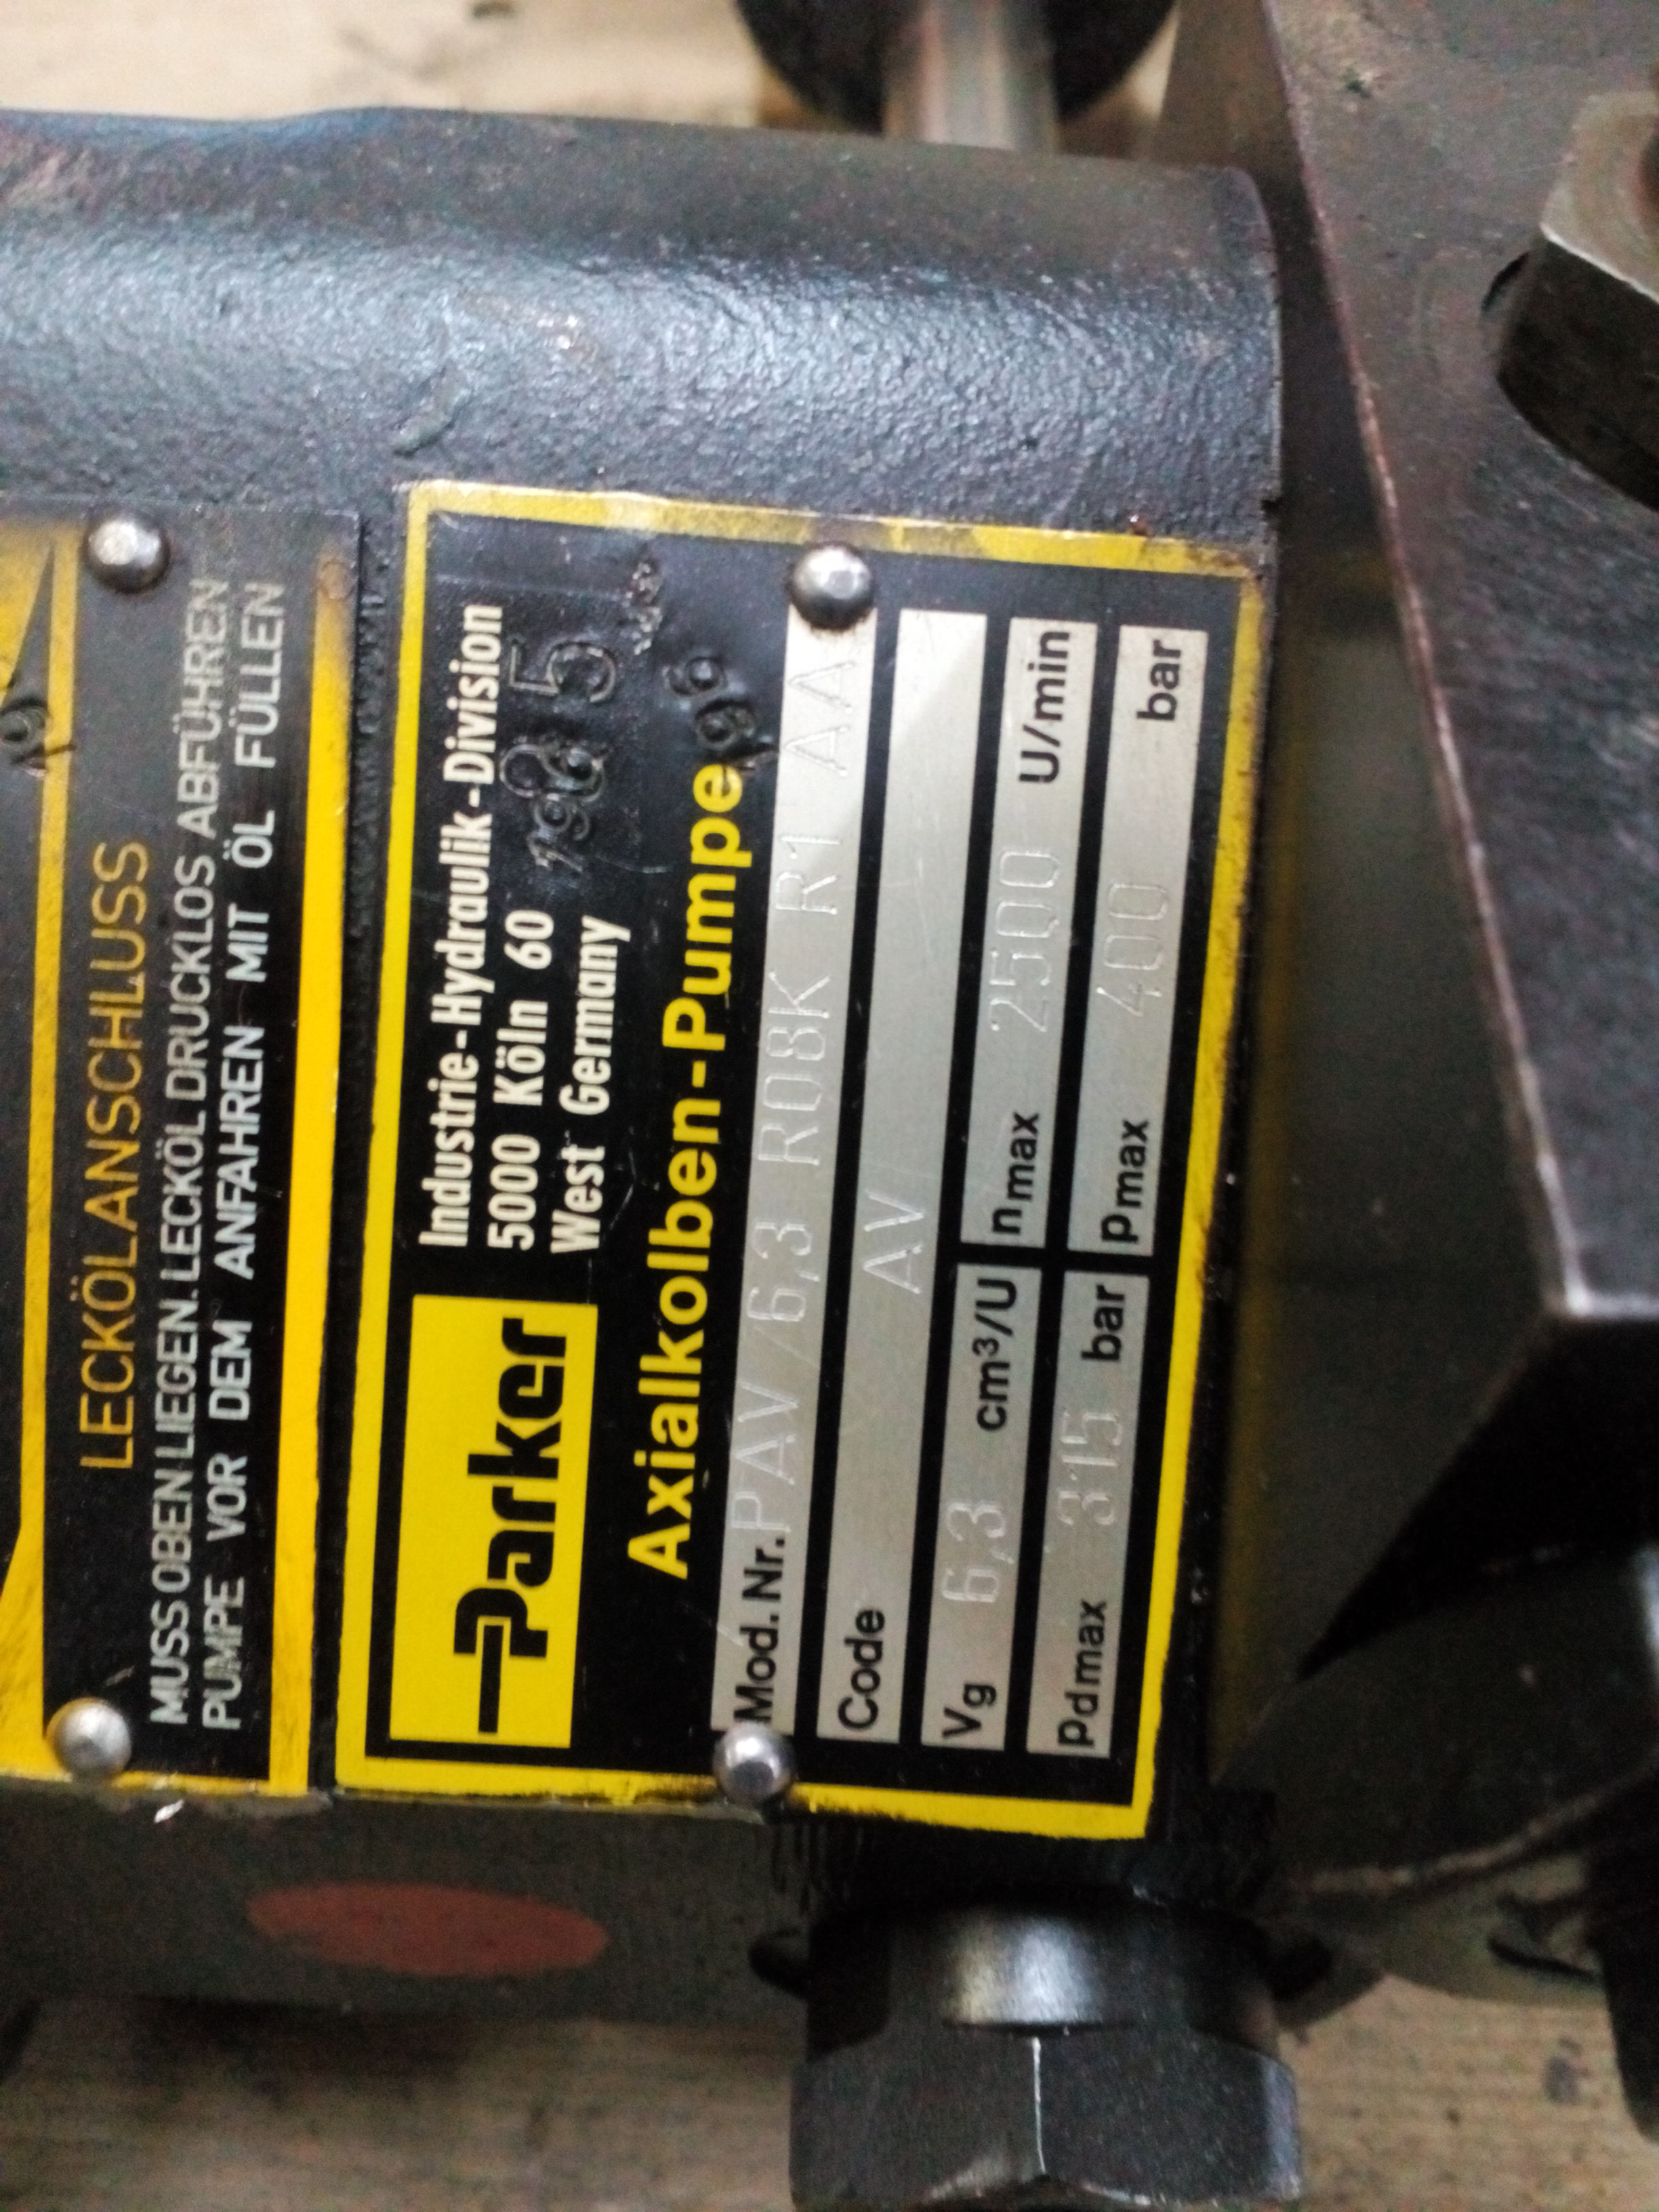 LECKÖLANSCHLUSS
MUSS OBEN LIEGEN. LECKÖL DRUCKLOS ABFÜHREN
PUMPE VOR DEM ANFAHREN MIT ÖL FÜLLEN
Parker
Industrie-Hydraulik-Division
5000 Köln 60
West Germany
1985
Axialkolben-Pumpe
196
Mod. Nr. PAV 6,3 R08K R1 AA
Code AV
Vg 6,3 cm³/U nmax 2500 U/min
Pdmax 315 bar Pmax 400 bar